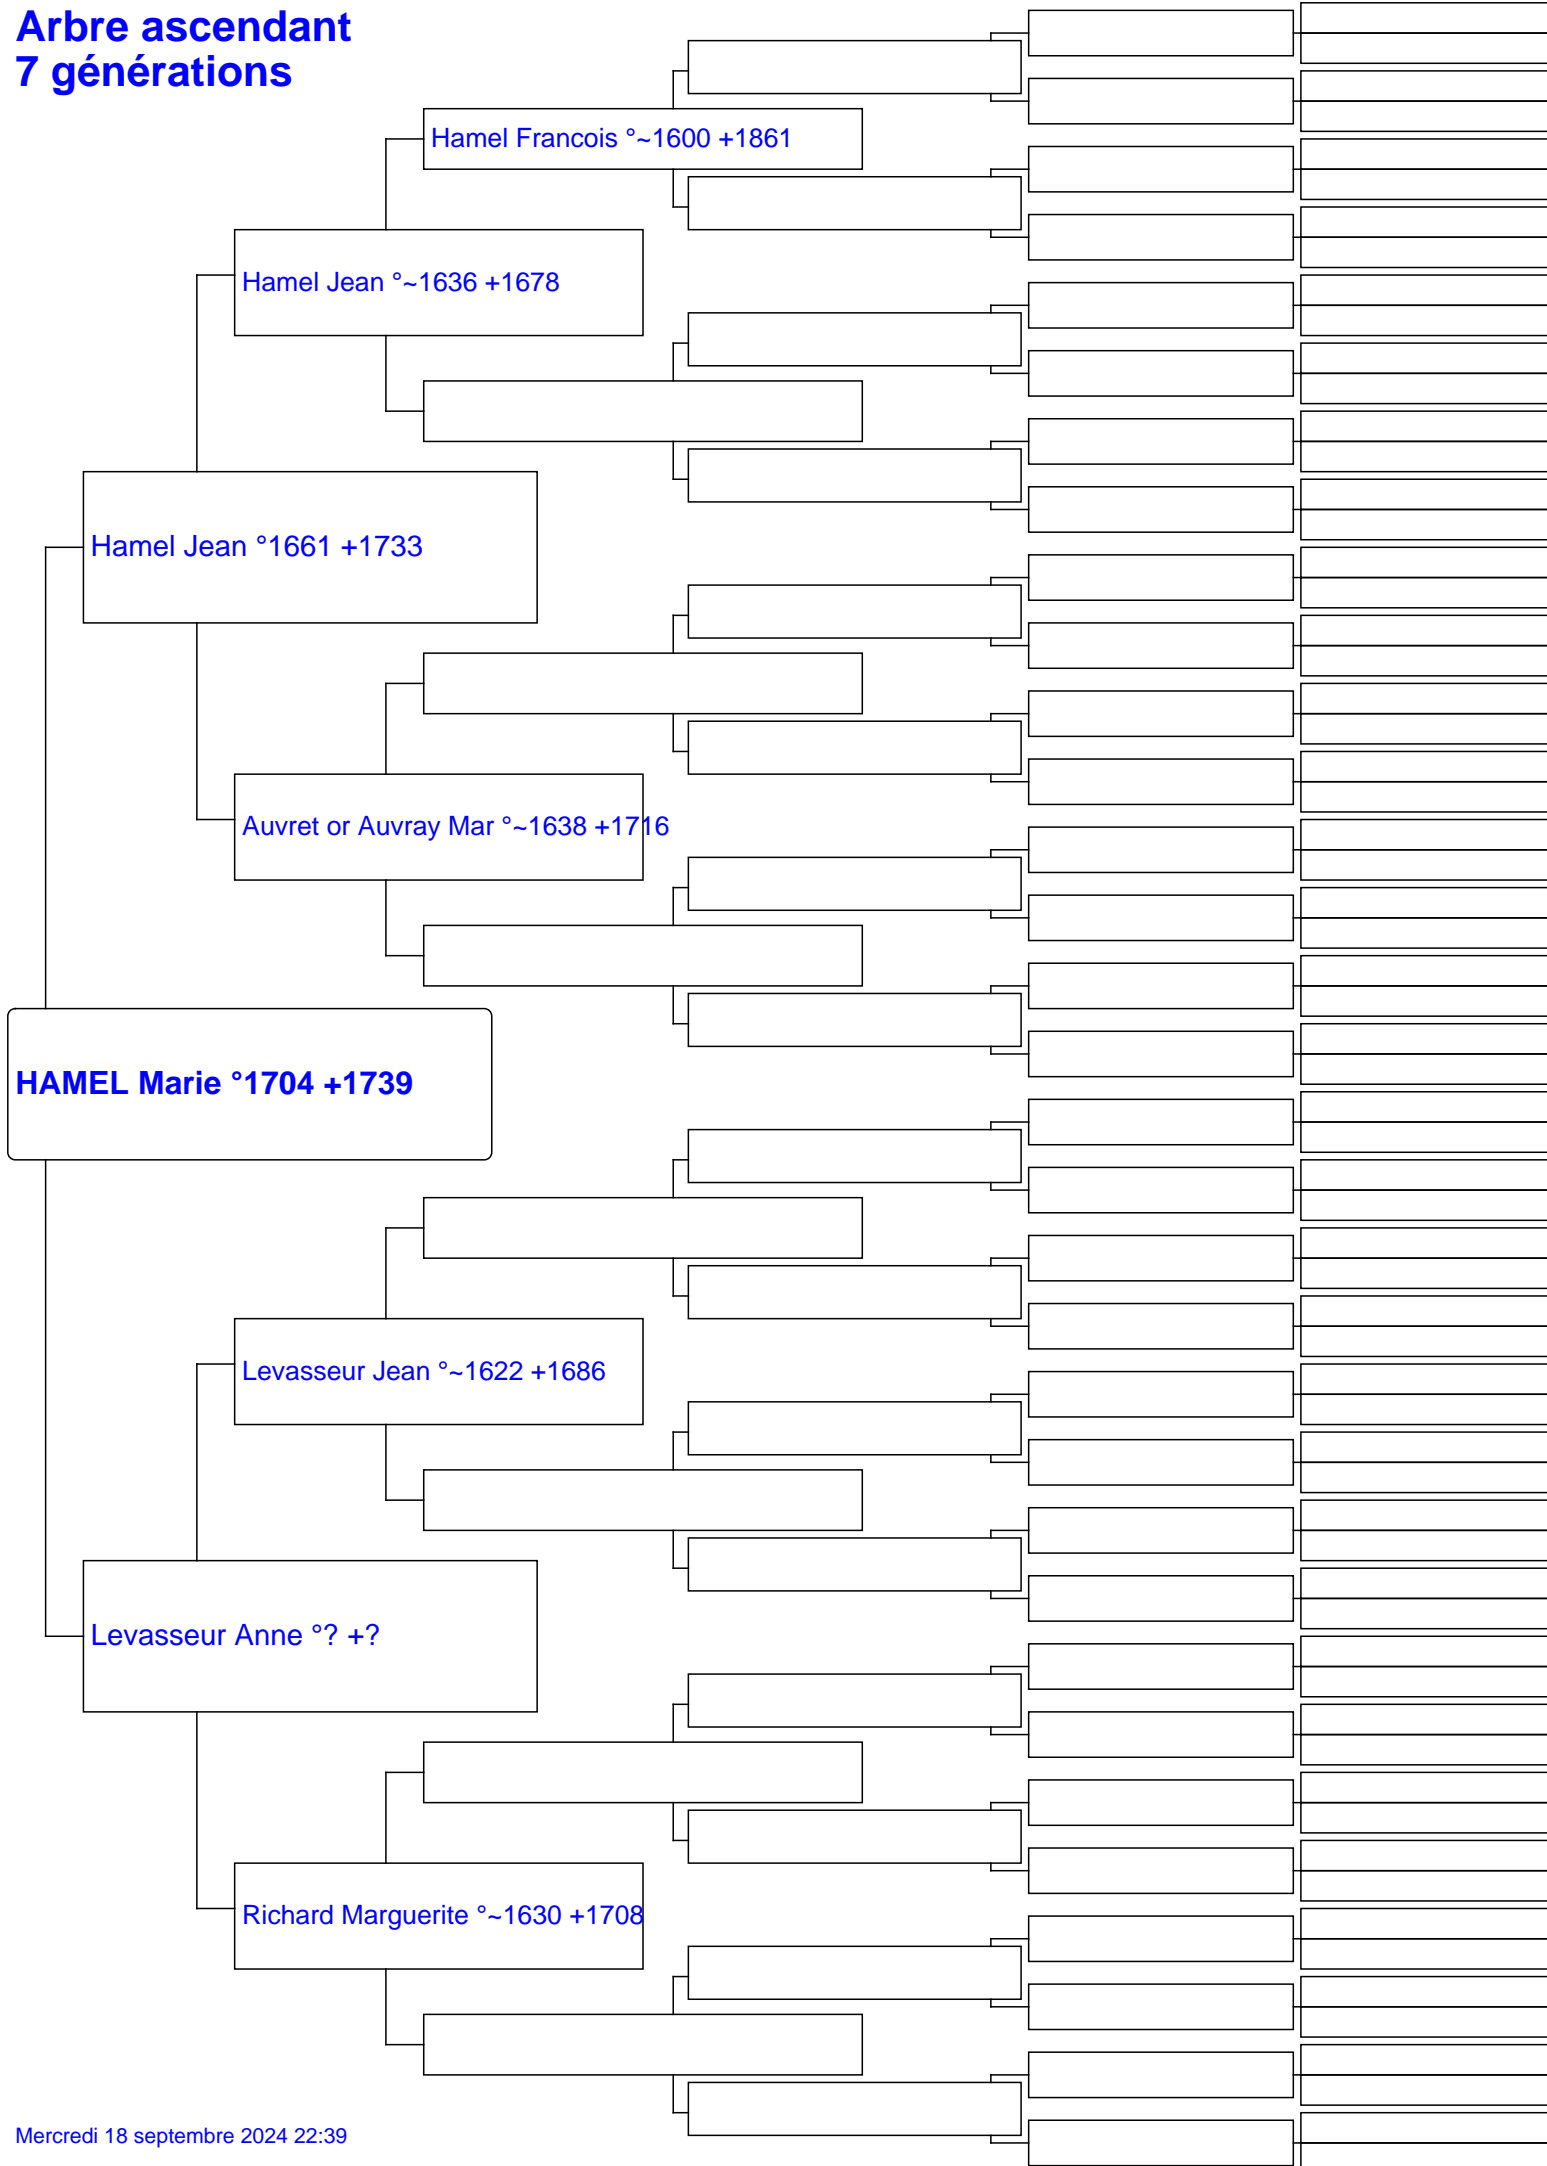 Arbre ascendant
7 générations
Hamel Francois °~1600 +1861
Hamel Jean °~1636 +1678
Hamel Jean °1661 +1733
Auvret or Auvray Mar °~1638 +1716
HAMEL Marie °1704 +1739
Levasseur Jean °~1622 +1686
Levasseur Anne °? +?
Richard Marguerite °~1630 +1708
Mercredi 18 septembre 2024 22:39